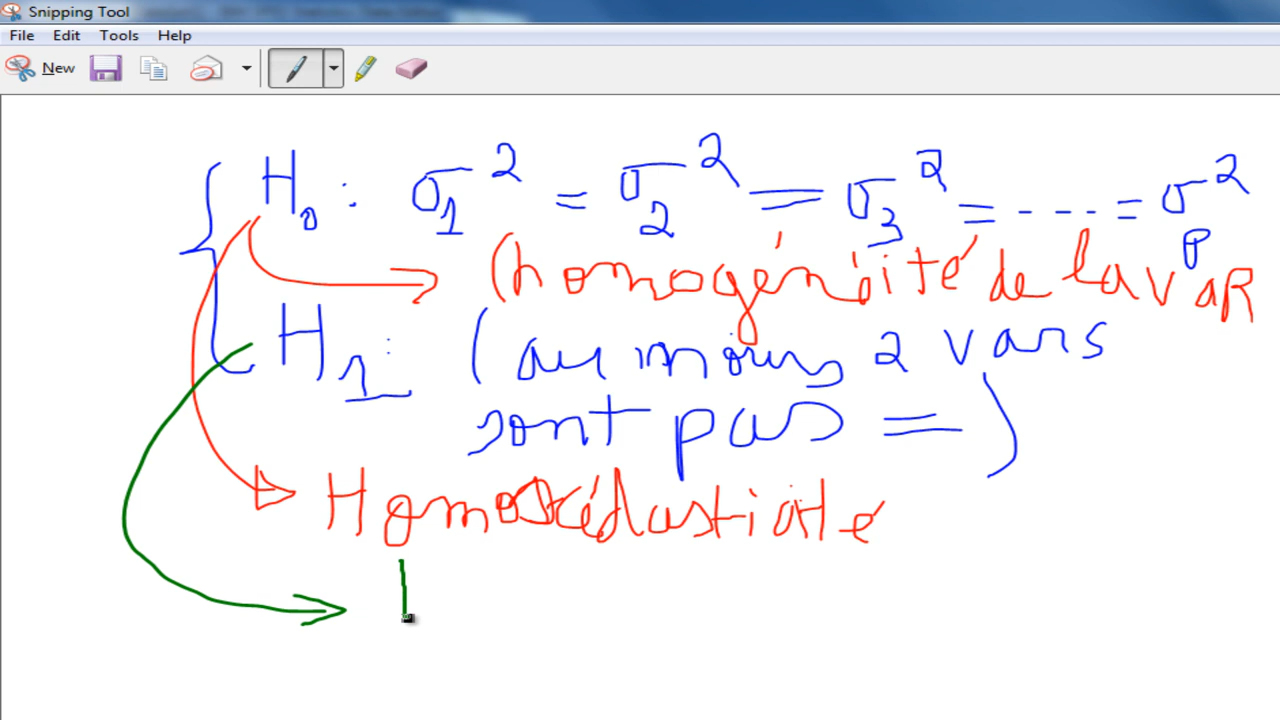 Snipping Tool
File Edit Tools Help
New
H₀ : σ₁² = σ₂² = σ₃² = - - - - = σₚ²
(homogénéité de la vaR
H₁ : (au moins 2 vars
sont pas = )
Homoscédasticité